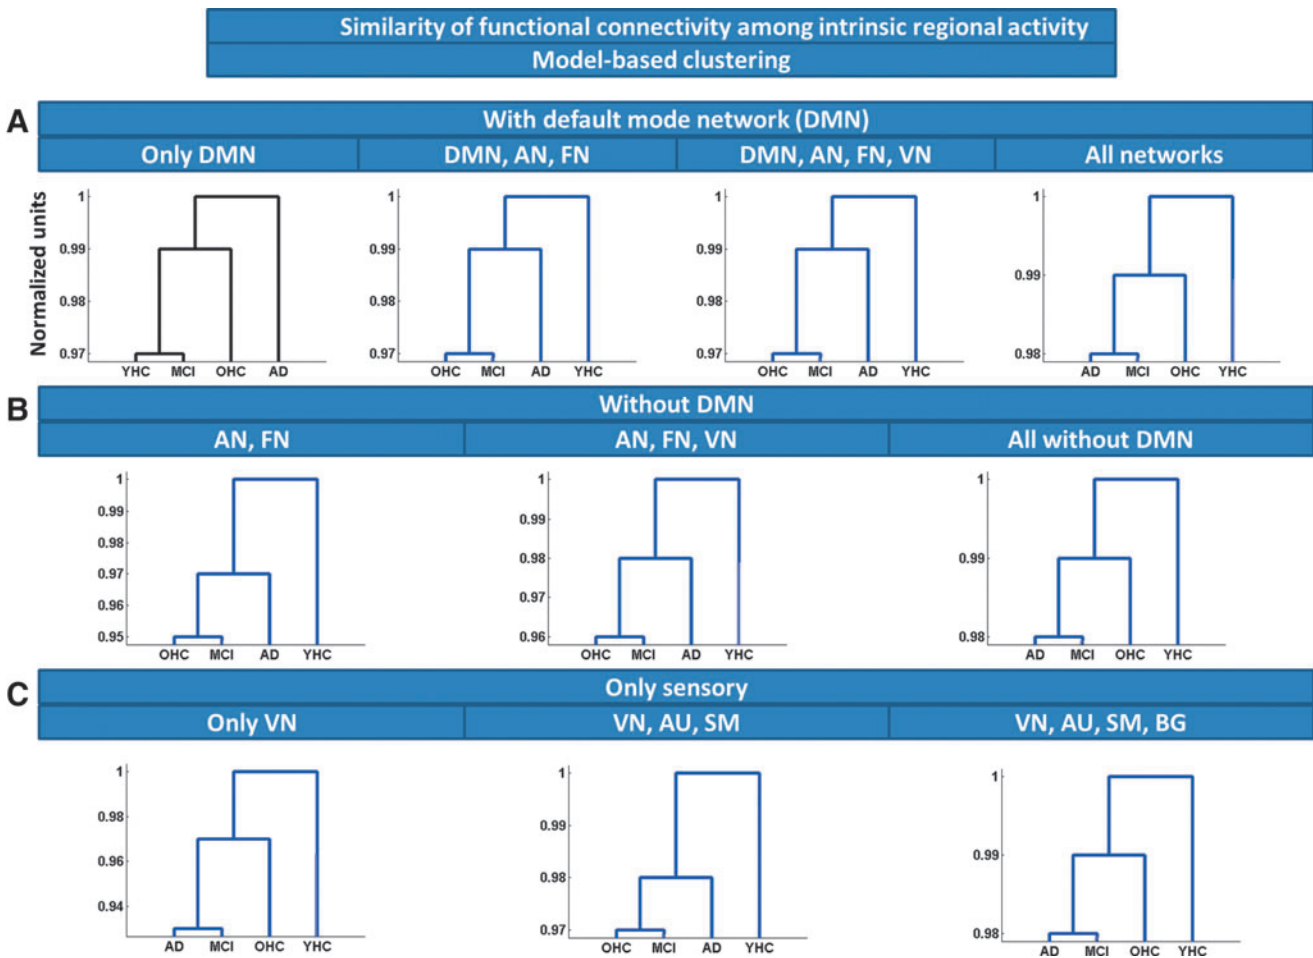 Similarity of functional connectivity among intrinsic regional activity
Model-based clustering
A
With default mode network (DMN)
Only DMN
DMN, AN, FN
DMN, AN, FN, VN
All networks
Normalized units
1
0.99
0.98
0.97
YHC MCI OHC AD
1
0.99
0.98
0.97
OHC MCI AD YHC
1
0.99
0.98
0.97
OHC MCI AD YHC
1
0.99
0.98
AD MCI OHC YHC
B
Without DMN
AN, FN
AN, FN, VN
All without DMN
1
0.99
0.98
0.97
0.96
0.95
OHC MCI AD YHC
1
0.99
0.98
0.97
0.96
OHC MCI AD YHC
1
0.99
0.98
AD MCI OHC YHC
C
Only sensory
Only VN
VN, AU, SM
VN, AU, SM, BG
1
0.98
0.96
0.94
AD MCI OHC YHC
1
0.99
0.98
0.97
OHC MCI AD YHC
1
0.99
0.98
AD MCI OHC YHC